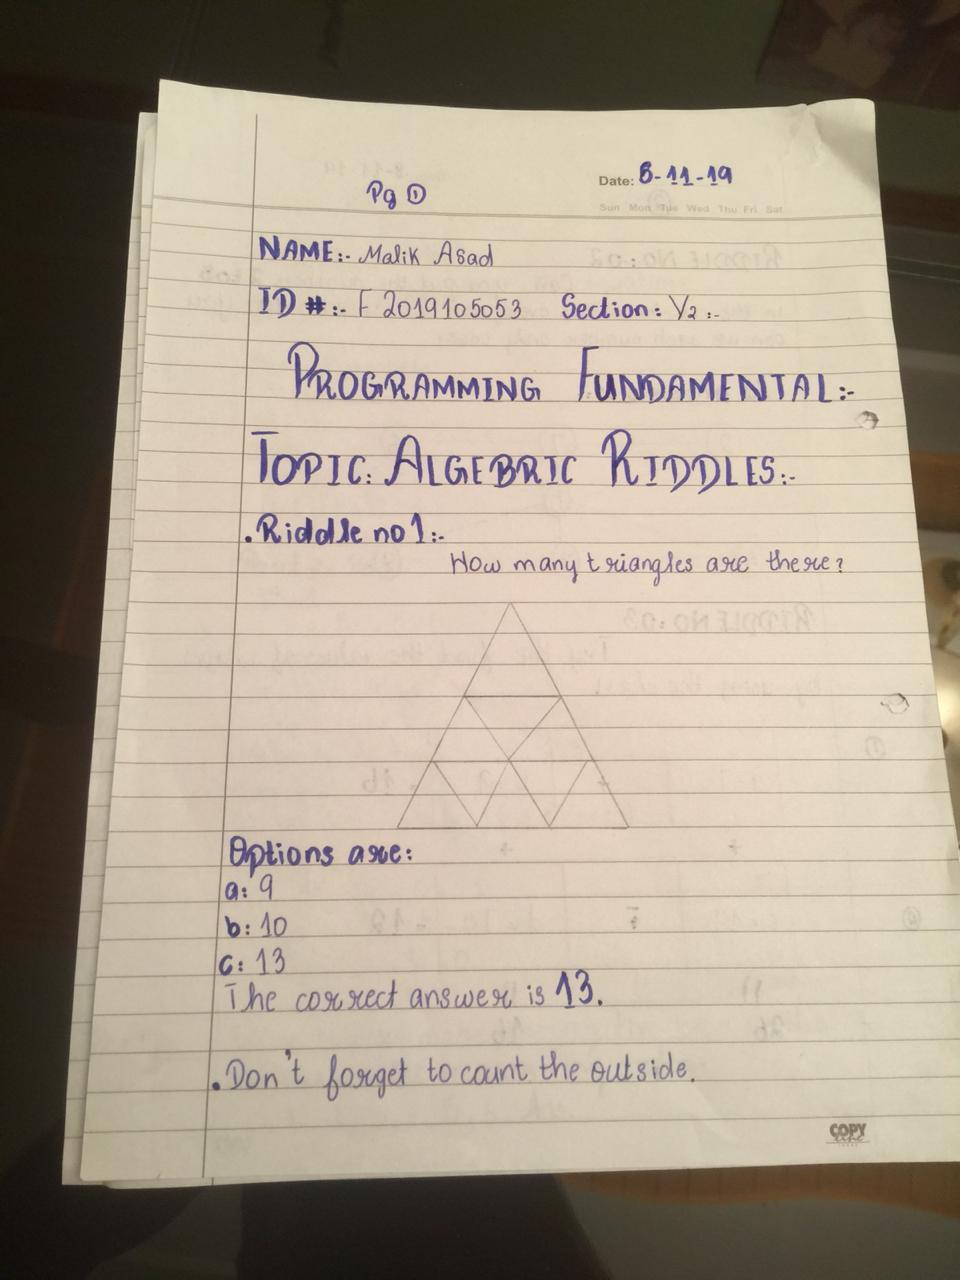 Pg ①
Date: 8-11-19
Sun Mon Tue Wed Thu Fri Sat
NAME:- Malik Asad
ID #:- F 2019105053 Section: Y2 :-
PROGRAMMING FUNDAMENTAL:-
TOPIC: ALGEBRIC RIDDLES:-
. Riddle no 1:-
How many triangles are there?
Options are:
a: 9
b: 10
c: 13
The correct answer is 13.
. Don't forget to count the outside.
COPY